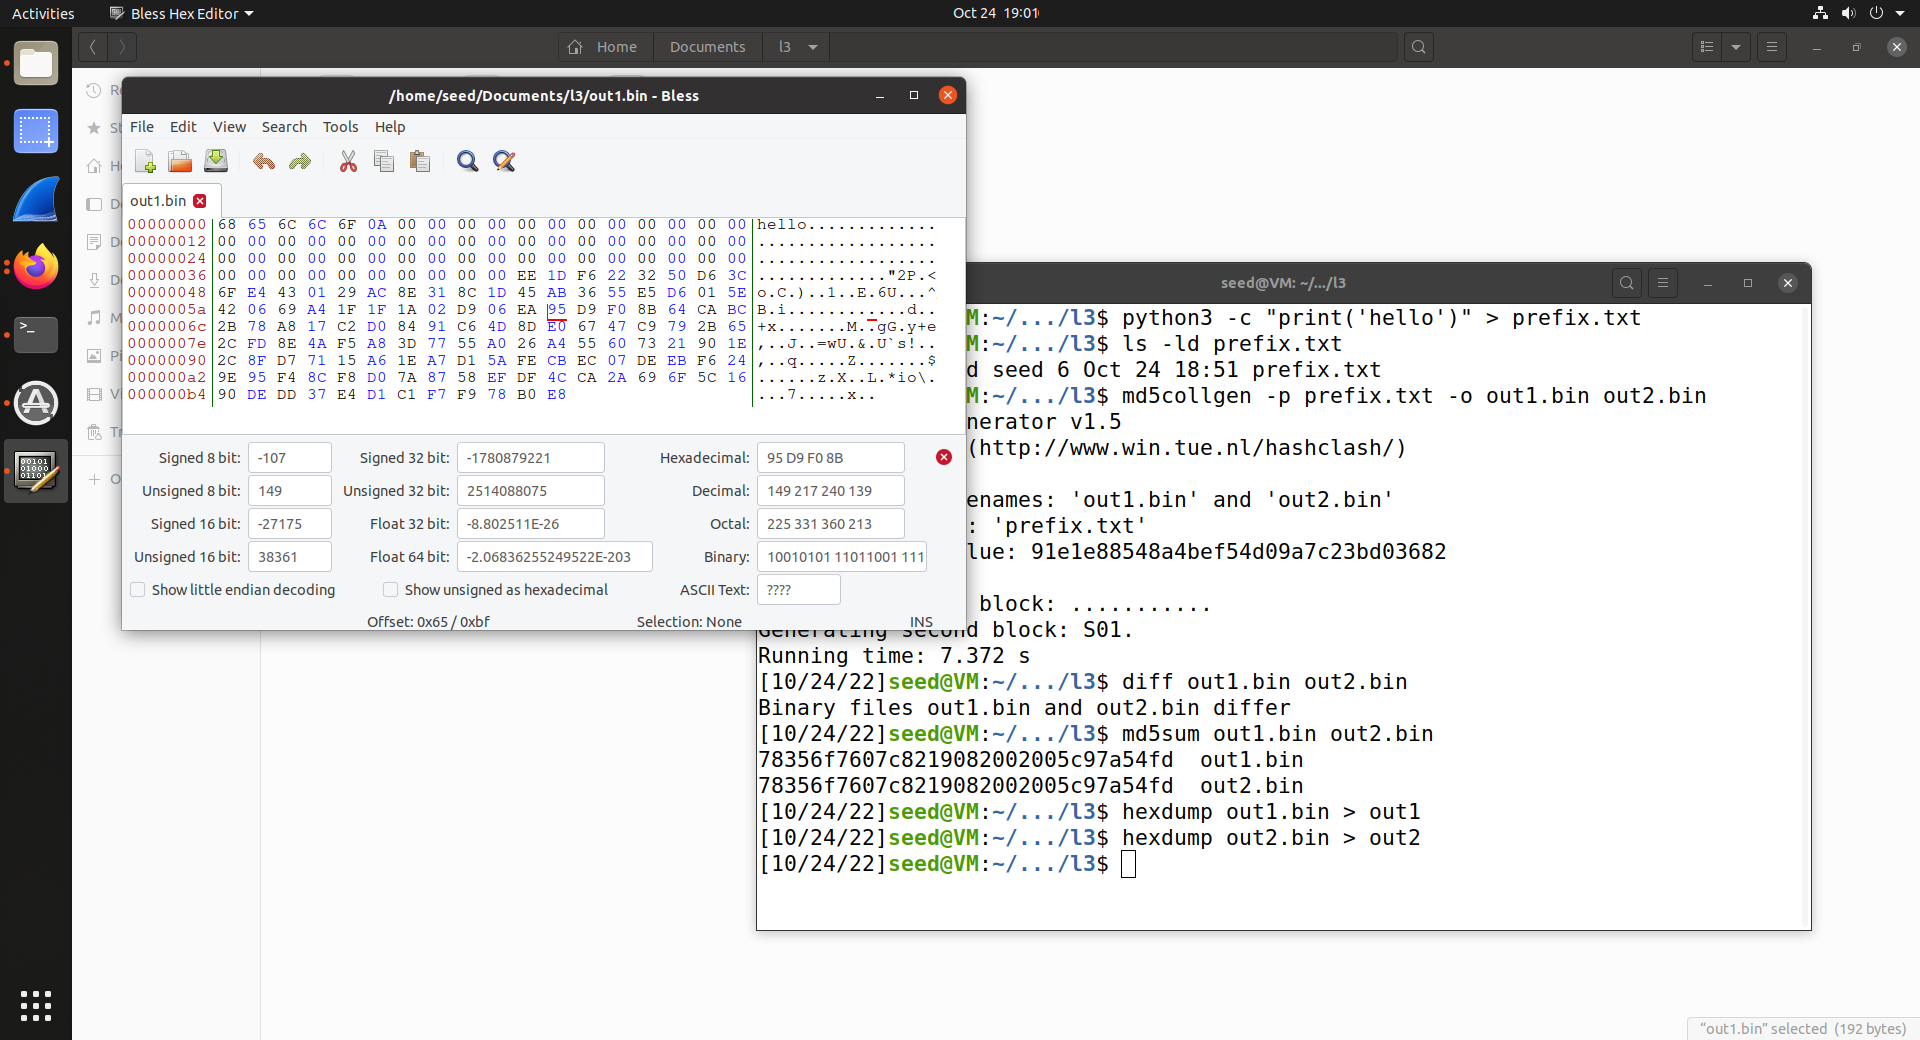 Activities
Bless Hex Editor
Oct 24 19:01
Home
Documents
l3
/home/seed/Documents/l3/out1.bin - Bless
File Edit View Search Tools Help
out1.bin
00000000 68 65 6C 6C 6F 0A 00 00 00 00 00 00 00 00 00 00 00 00 hello.............
00000012 00 00 00 00 00 00 00 00 00 00 00 00 00 00 00 00 00 00 ..................
00000024 00 00 00 00 00 00 00 00 00 00 00 00 00 00 00 00 00 00 ..................
00000036 00 00 00 00 00 00 00 00 00 00 EE 1D F6 22 32 50 D6 3C .............“2P.<
00000048 6F E4 43 01 29 AC 8E 31 8C 1D 45 AB 36 55 E5 D6 01 5E o.C.)..1..E.6U...^
0000005a 42 06 69 A4 1F 1F 1A 02 D9 06 EA 95 D9 F0 8B 64 CA BC B.i............d..
0000006c 2B 78 A8 17 C2 D0 84 91 C6 4D 8D E0 67 47 C9 79 2B 65 +x.......M..gG.y+e
0000007e 2C FD 8E 4A F5 A8 3D 77 55 A0 26 A4 55 60 73 21 90 1E ,..J..=wU.&.U`s!..
00000090 2C 8F D7 71 15 A6 1E A7 D1 5A FE CB EC 07 DE EB F6 24 ,..q.....Z.......$
000000a2 9E 95 F4 8C F8 D0 7A 87 58 EF DF 4C CA 2A 69 6F 5C 16 ......z.X..L.*io\.
000000b4 90 DE DD 37 E4 D1 C1 F7 F9 78 B0 E8 ...7.....x..
Signed 8 bit: -107 Signed 32 bit: -1780879221 Hexadecimal: 95 D9 F0 8B
Unsigned 8 bit: 149 Unsigned 32 bit: 2514088075 Decimal: 149 217 240 139
Signed 16 bit: -27175 Float 32 bit: -8.802511E-26 Octal: 225 331 360 213
Unsigned 16 bit: 38361 Float 64 bit: -2.06836255249522E-203 Binary: 10010101 11011001 111
Show little endian decoding Show unsigned as hexadecimal ASCII Text: ????
Offset: 0x65 / 0xbf Selection: None INS
seed@VM: ~/.../l3
M:~/.../l3$ python3 -c "print('hello')" > prefix.txt
M:~/.../l3$ ls -ld prefix.txt
d seed 6 Oct 24 18:51 prefix.txt
M:~/.../l3$ md5collgen -p prefix.txt -o out1.bin out2.bin
nerator v1.5
(http://www.win.tue.nl/hashclash/)
enames: 'out1.bin' and 'out2.bin'
: 'prefix.txt'
lue: 91e1e88548a4bef54d09a7c23bd03682
block: ...........
Generating second block: S01.
Running time: 7.372 s
[10/24/22]seed@VM:~/.../l3$ diff out1.bin out2.bin
Binary files out1.bin and out2.bin differ
[10/24/22]seed@VM:~/.../l3$ md5sum out1.bin out2.bin
78356f7607c8219082002005c97a54fd out1.bin
78356f7607c8219082002005c97a54fd out2.bin
[10/24/22]seed@VM:~/.../l3$ hexdump out1.bin > out1
[10/24/22]seed@VM:~/.../l3$ hexdump out2.bin > out2
[10/24/22]seed@VM:~/.../l3$
"out1.bin" selected (192 bytes)